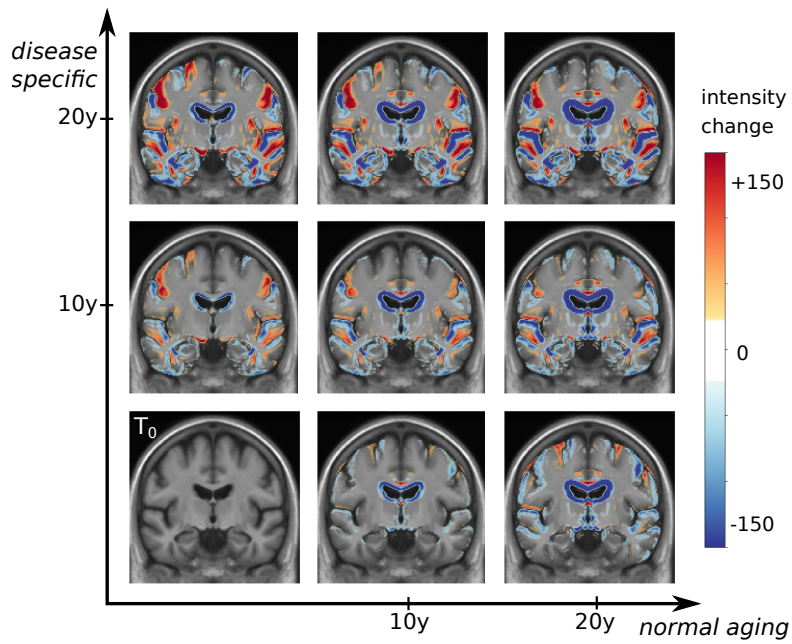 disease
specific
20y
10y
T0
10y
20y
normal aging
intensity
change
+150
0
-150